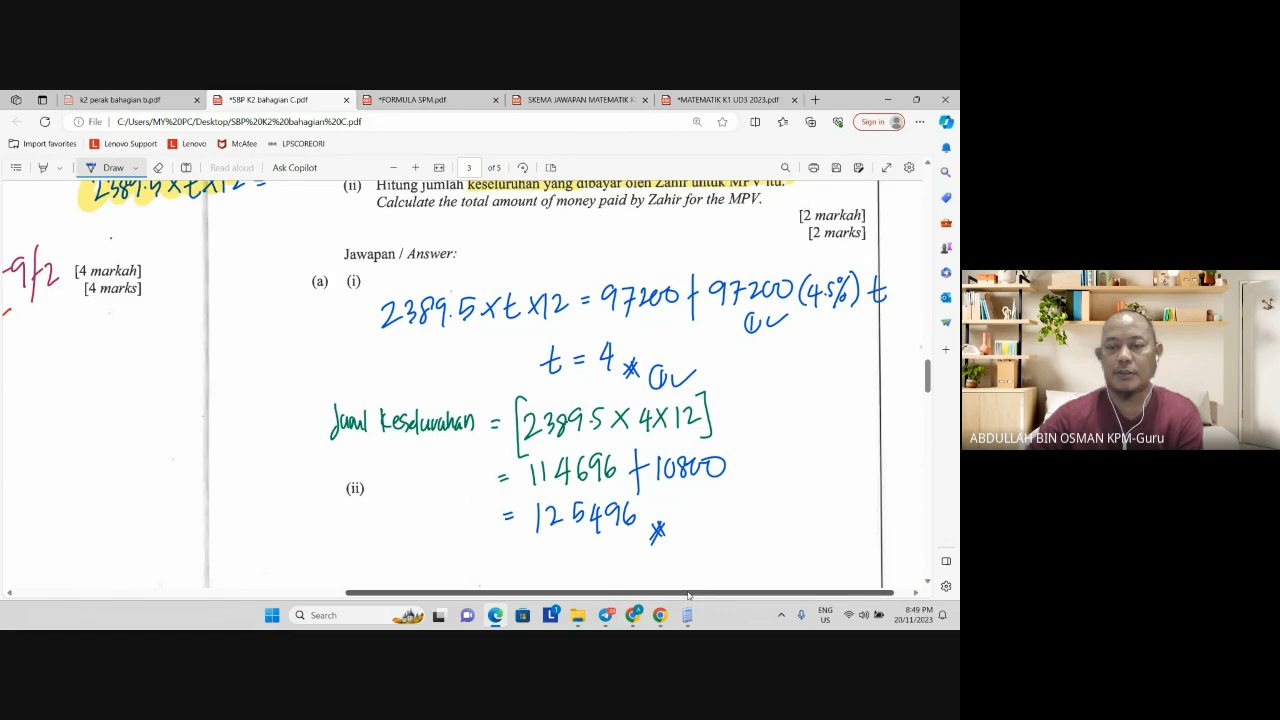 k2 perak bahagian b.pdf
*SBP K2 bahagian C.pdf
*FORMULA SPM.pdf
SKEMA JAWAPAN MATEMATIK K
*MATEMATIK K1 UD3 2023.pdf
File C:/Users/MY%20PC/Desktop/SBP%20K2%20bahagian%20C.pdf
Sign in
Import favorites Lenovo Support Lenovo McAfee LPSCOREORI
Draw Read aloud Ask Copilot 3 of 5
2389.5 × t × 12 =
(ii) Hitung jumlah keseluruhan yang dibayar oleh Zahir untuk MPV itu.
Calculate the total amount of money paid by Zahir for the MPV.
[2 markah]
[2 marks]
Jawapan / Answer:
[4 markah]
[4 marks]
(a) (i)
2389.5 × t × 12 = 97200 + 97200 (4.5%) t
① ✓
t = 4 * ① ✓
Juml Keseluruhan = [2389.5 × 4 × 12]
= 114696 + 10800
(ii)
= 125496 *
ABDULLAH BIN OSMAN KPM-Guru
Search
ENG
US
8:49 PM
20/11/2023